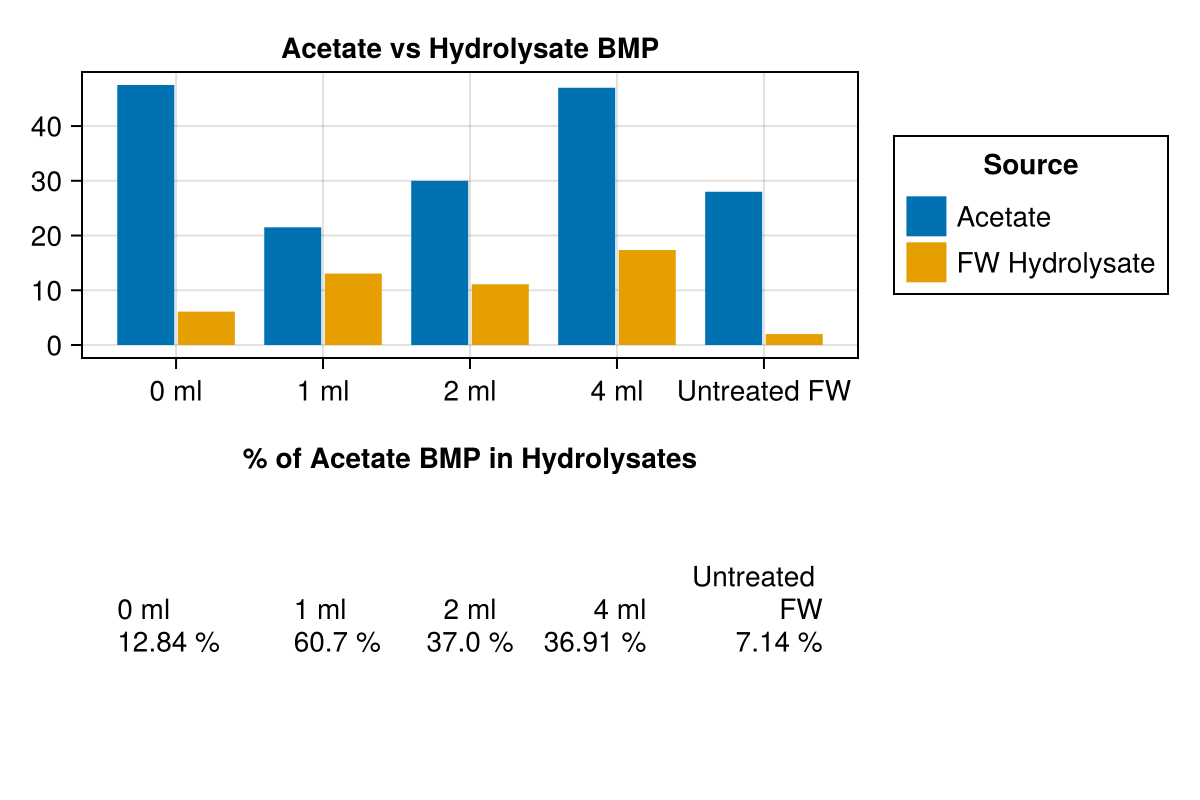 Acetate vs Hydrolysate BMP
40
30
20
10
0
0 ml 1 ml 2 ml 4 ml Untreated FW
Source
Acetate
FW Hydrolysate
% of Acetate BMP in Hydrolysates
Untreated
0 ml 1 ml 2 ml 4 ml FW
12.84 % 60.7 % 37.0 % 36.91 % 7.14 %